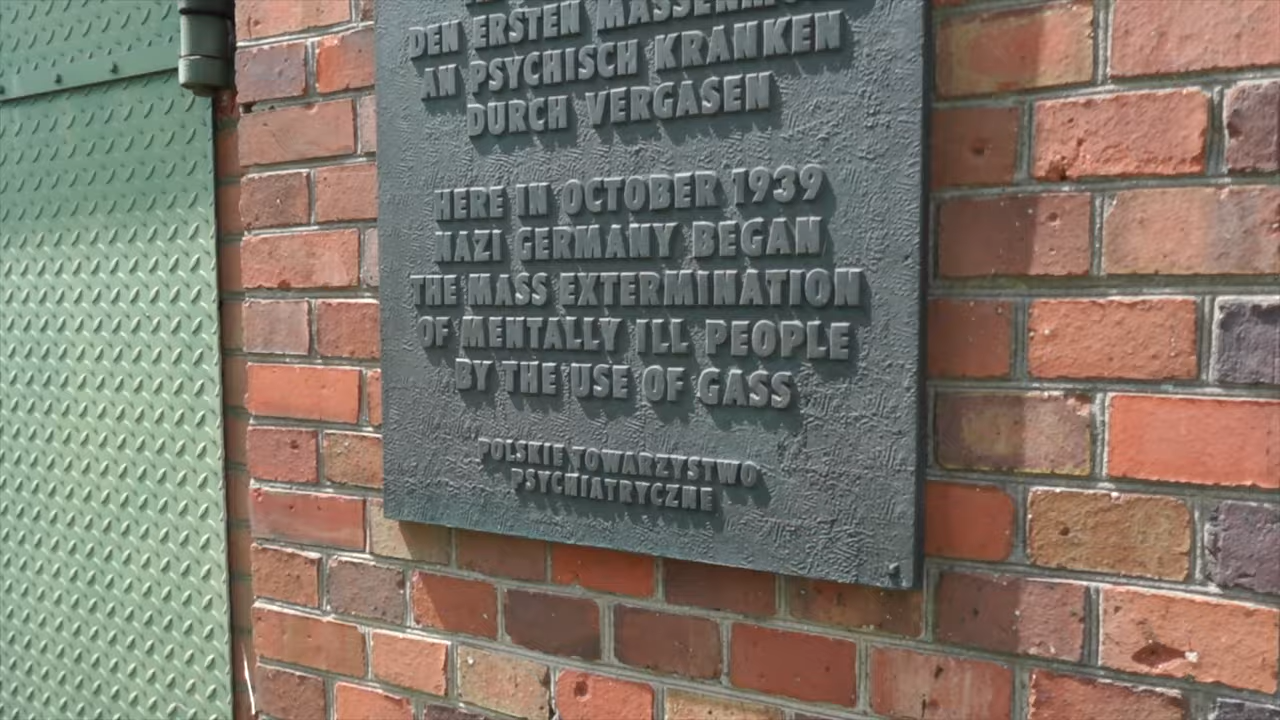 DEN ERSTEN MASSENM
AN PSYCHISCH KRANKEN
DURCH VERGASEN
HERE IN OCTOBER 1939
NAZI GERMANY BEGAN
THE MASS EXTERMINATION
OF MENTALLY ILL PEOPLE
BY THE USE OF GASS
POLSKIE TOWARZYSTWO
PSYCHIATRYCZNE